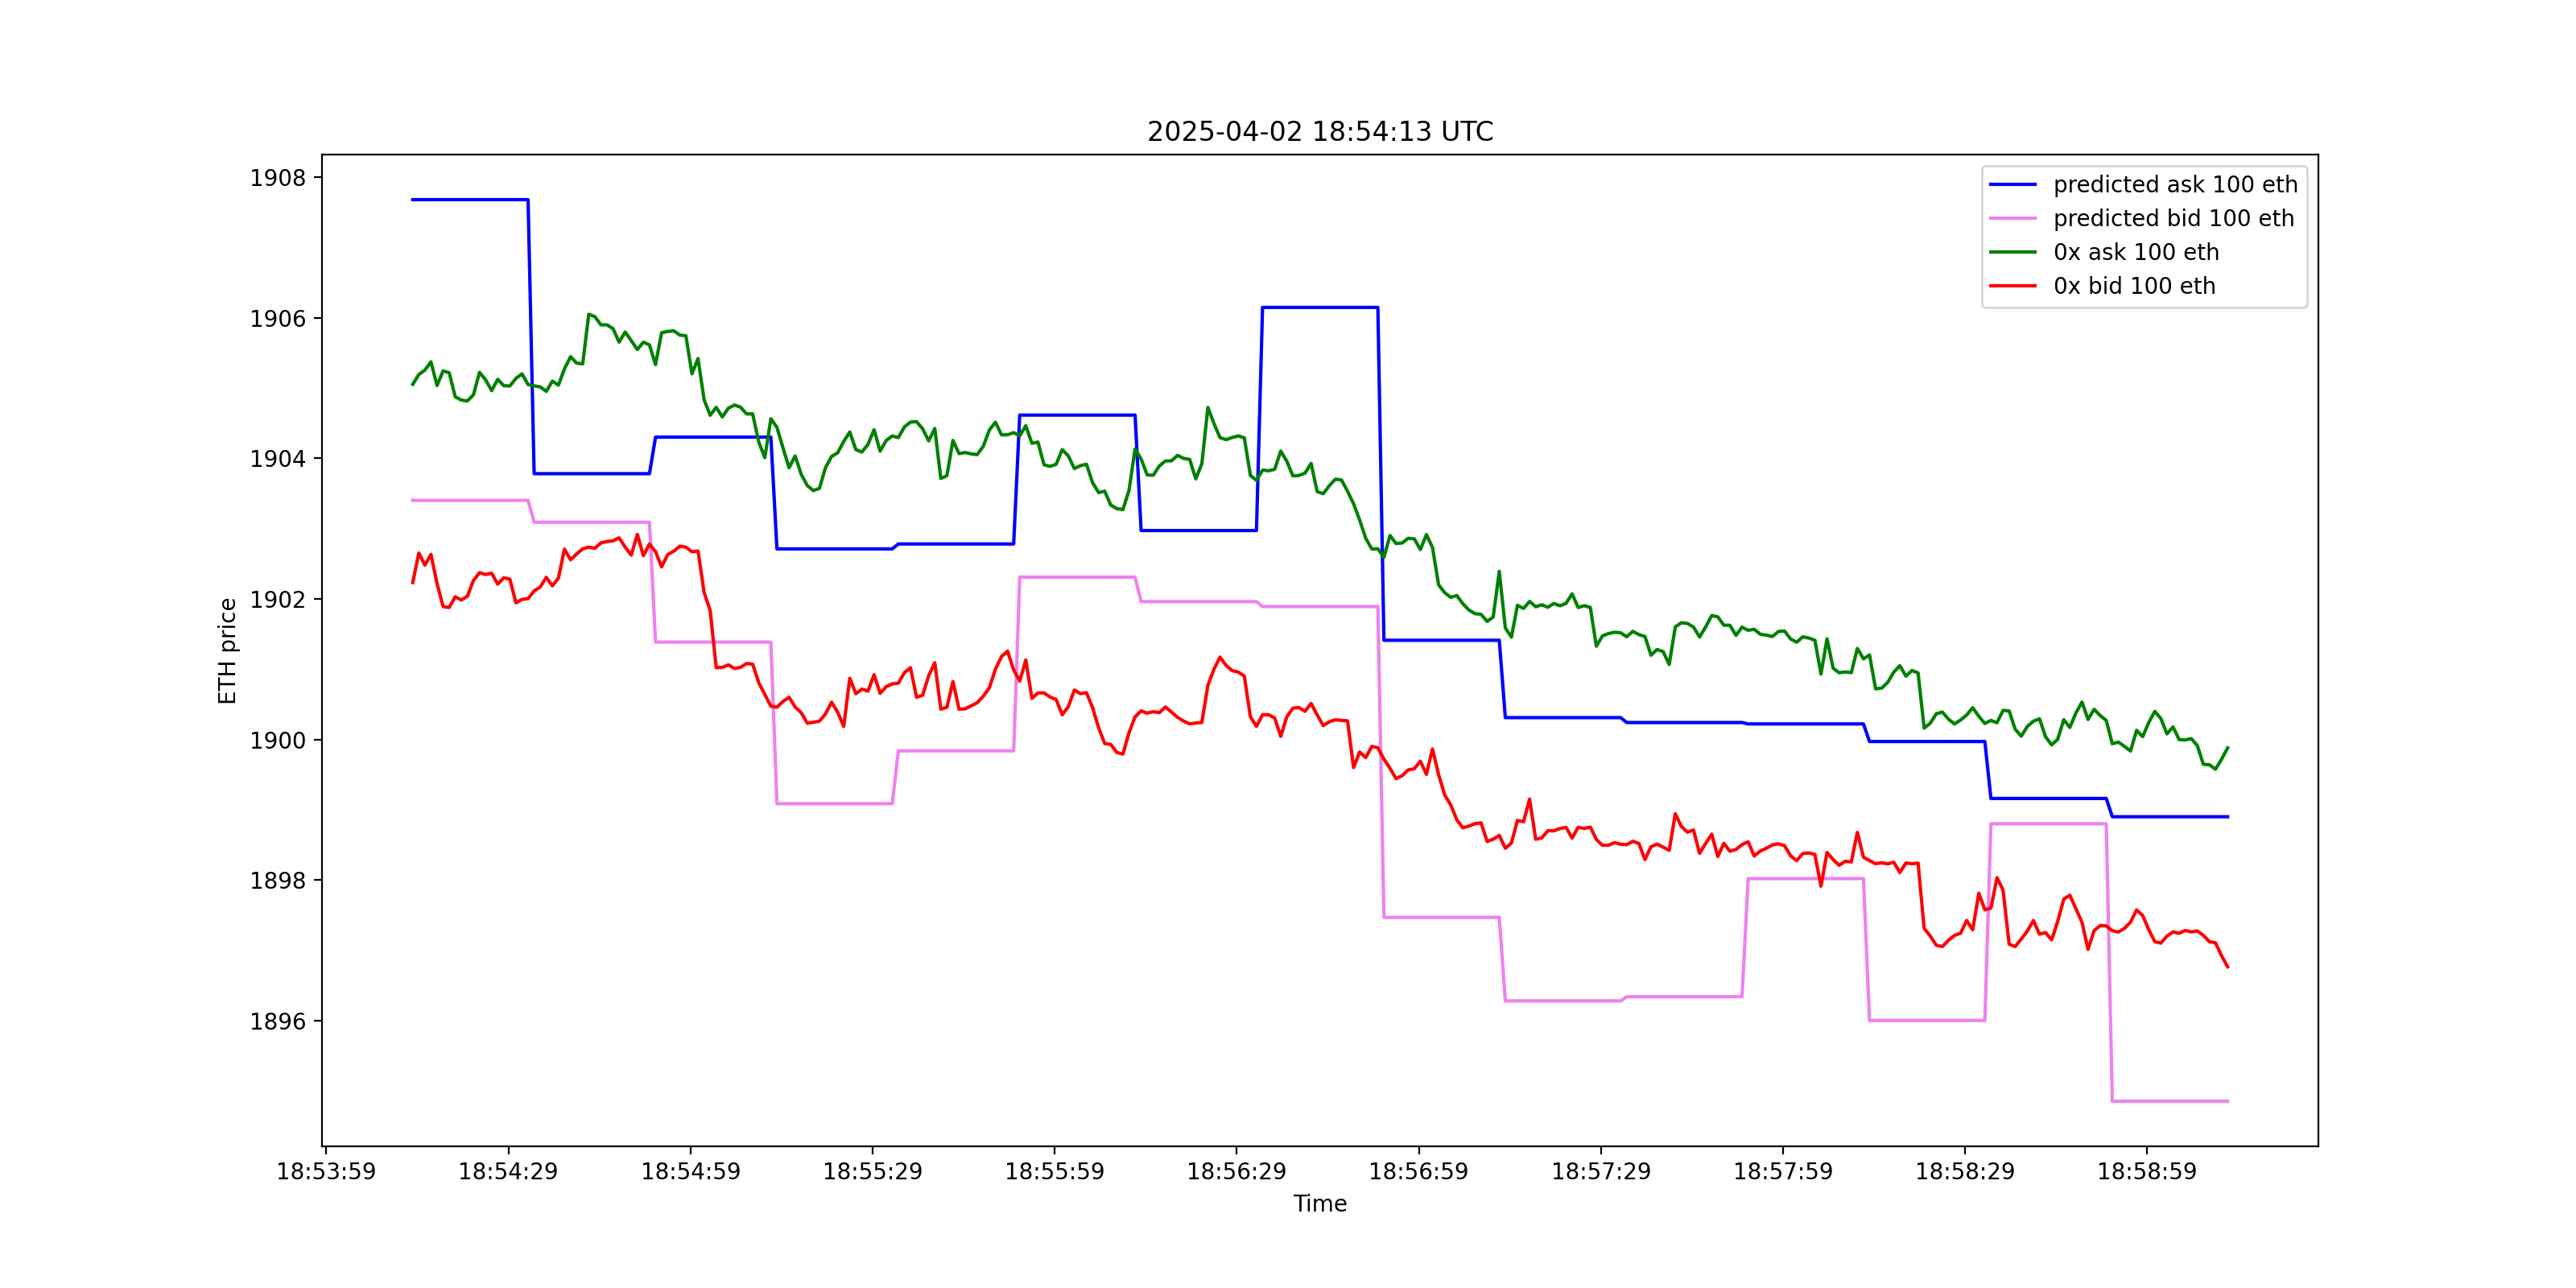 2025-04-02 18:54:13 UTC
predicted ask 100 eth
predicted bid 100 eth
0x ask 100 eth
0x bid 100 eth
ETH price
1908
1906
1904
1902
1900
1898
1896
18:53:59 18:54:29 18:54:59 18:55:29 18:55:59 18:56:29 18:56:59 18:57:29 18:57:59 18:58:29 18:58:59
Time